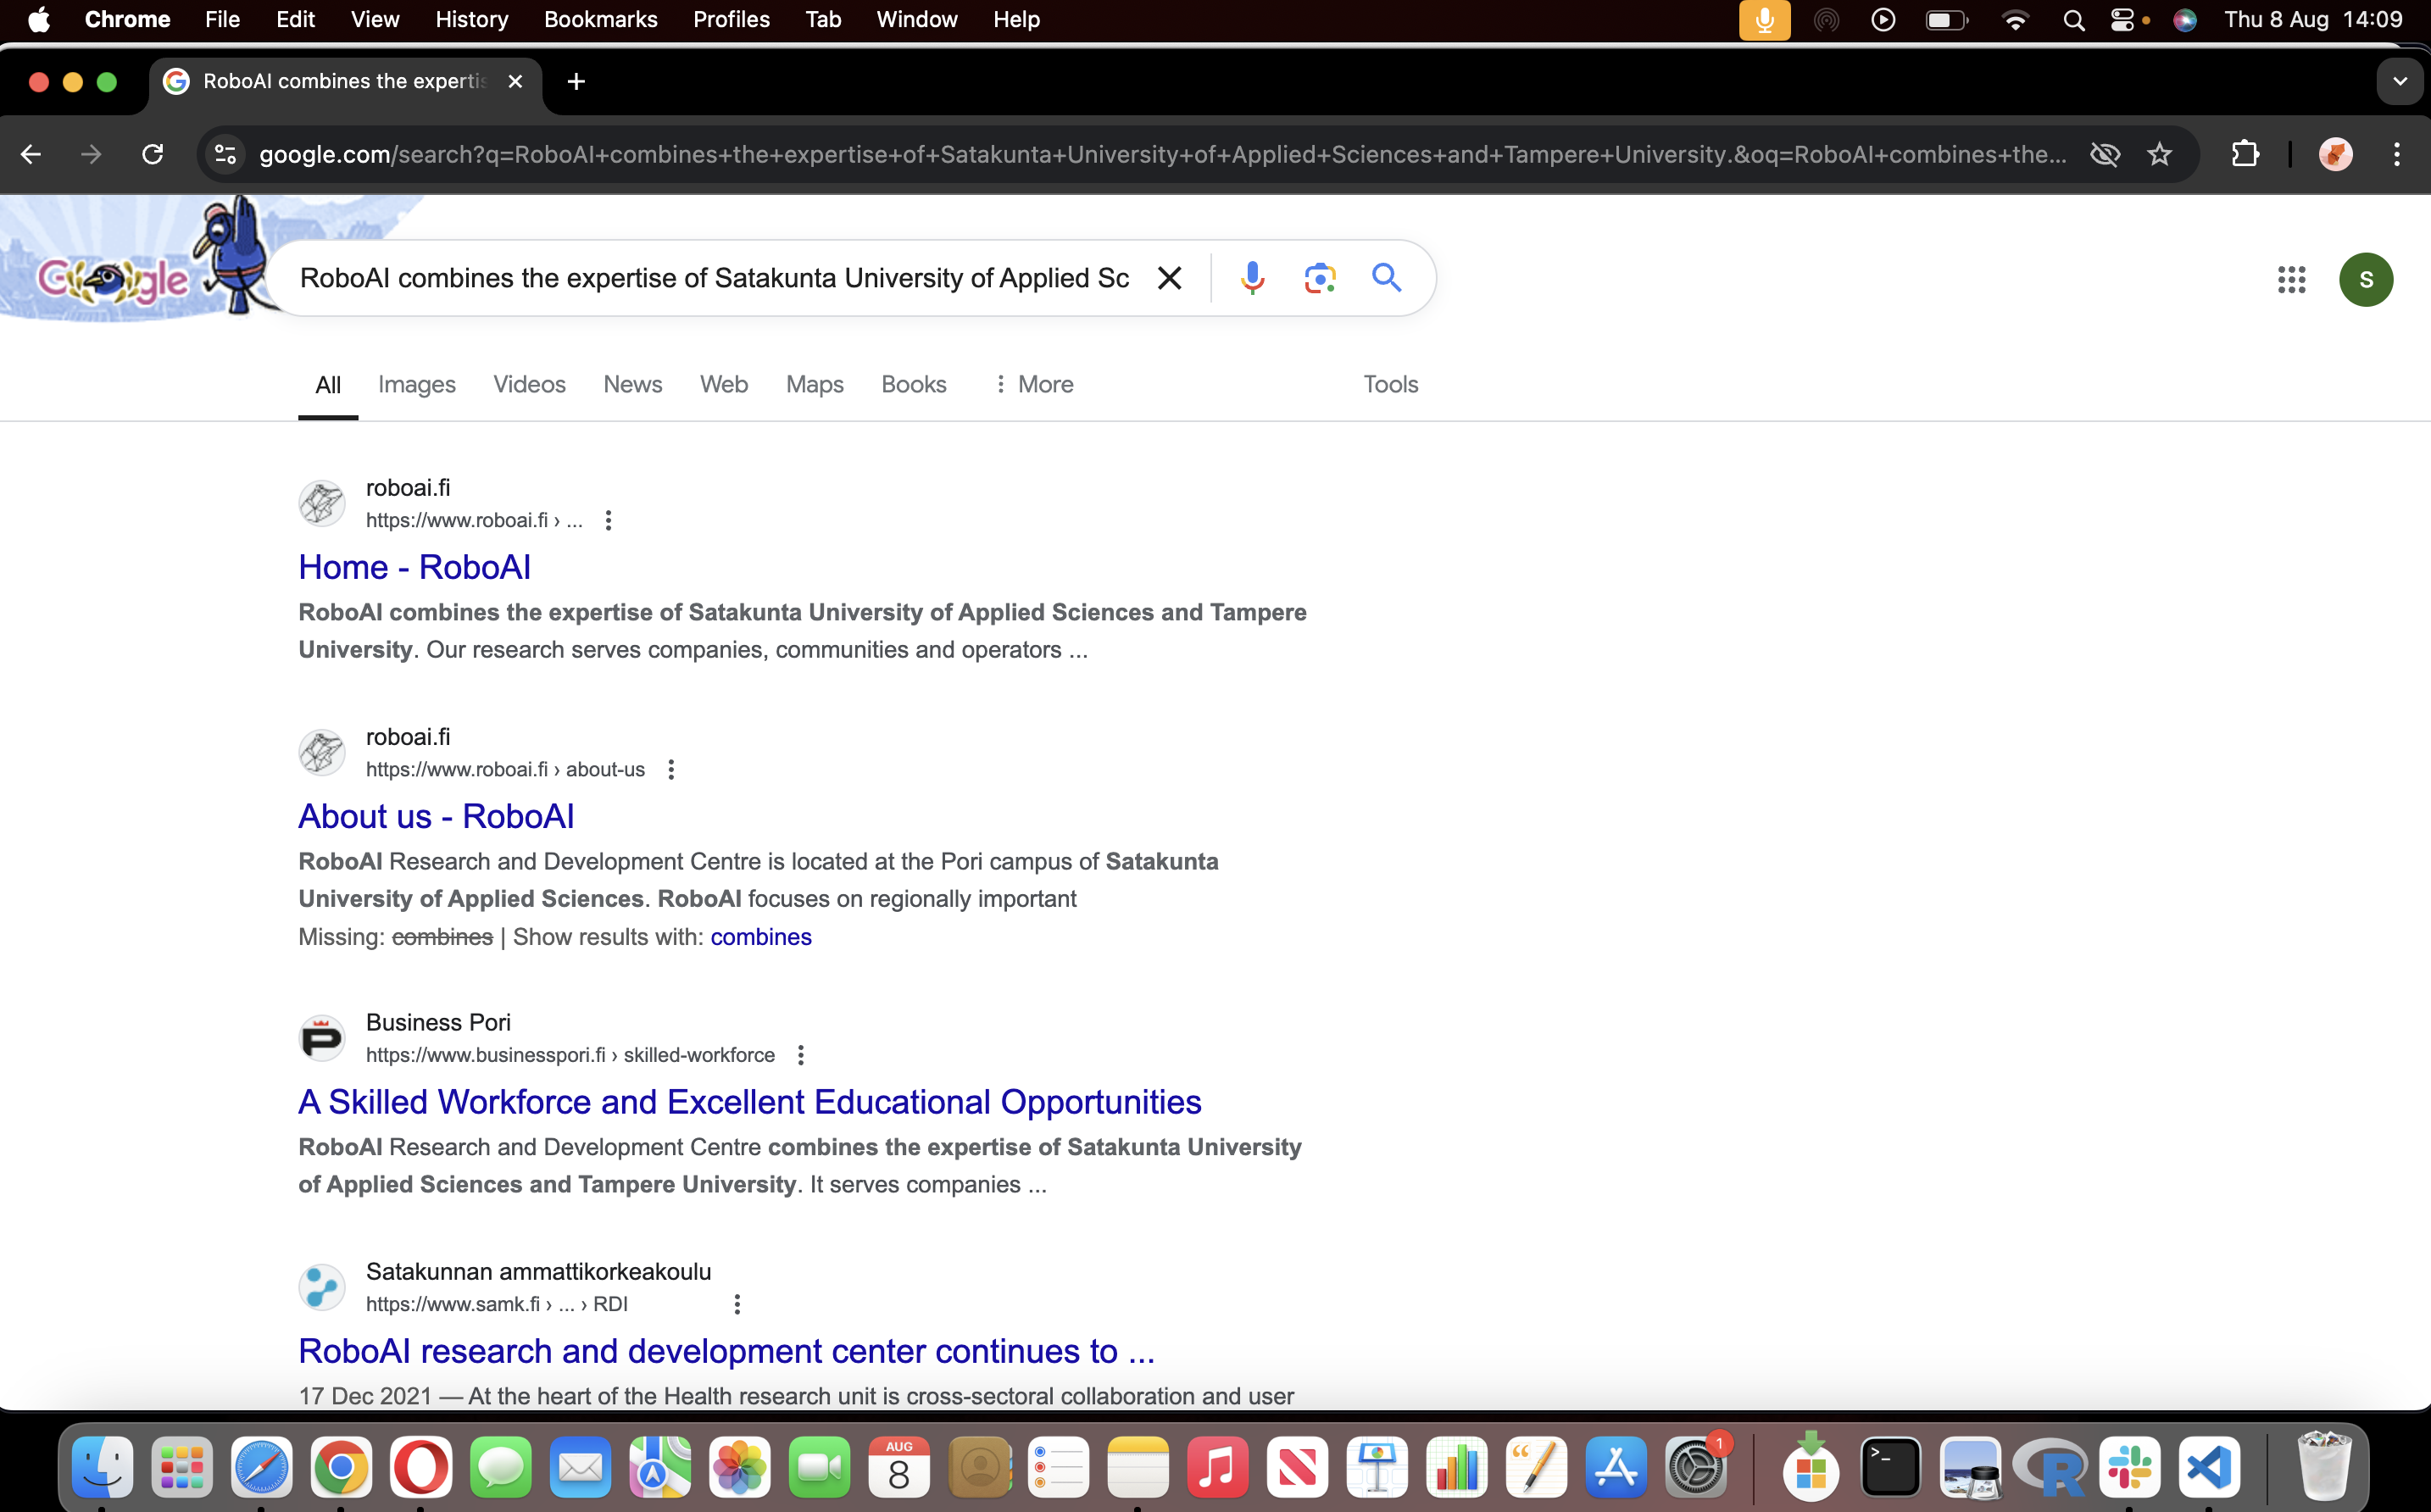 Chrome File Edit View History Bookmarks Profiles Tab Window Help Thu 8 Aug 14:09
RoboAI combines the expertis
google.com/search?q=RoboAI+combines+the+expertise+of+Satakunta+University+of+Applied+Sciences+and+Tampere+University.&oq=RoboAI+combines+the...
Google
RoboAI combines the expertise of Satakunta University of Applied Sc
S
All Images Videos News Web Maps Books More Tools
roboai.fi
https://www.roboai.fi › ...
Home - RoboAI
RoboAI combines the expertise of Satakunta University of Applied Sciences and Tampere
University. Our research serves companies, communities and operators ...
roboai.fi
https://www.roboai.fi › about-us
About us - RoboAI
RoboAI Research and Development Centre is located at the Pori campus of Satakunta
University of Applied Sciences. RoboAI focuses on regionally important
Missing: combines | Show results with: combines
Business Pori
https://www.businesspori.fi › skilled-workforce
A Skilled Workforce and Excellent Educational Opportunities
RoboAI Research and Development Centre combines the expertise of Satakunta University
of Applied Sciences and Tampere University. It serves companies ...
Satakunnan ammattikorkeakoulu
https://www.samk.fi › ... › RDI
RoboAI research and development center continues to ...
17 Dec 2021 — At the heart of the Health research unit is cross-sectoral collaboration and user
AUG
8
1